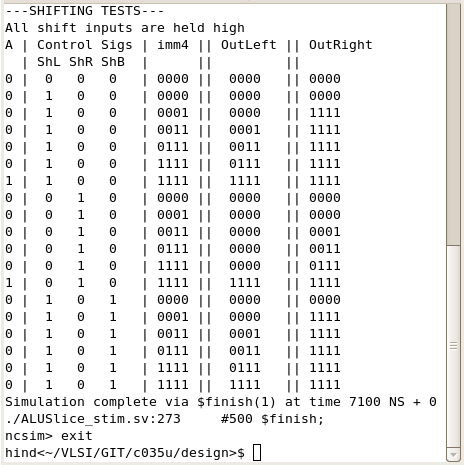 ---SHIFTING TESTS---
All shift inputs are held high
A | Control Sigs | imm4 || OutLeft || OutRight
  | ShL ShR ShB  |      ||         ||
0 |  0   0   0   | 0000 ||  0000   || 0000
0 |  1   0   0   | 0000 ||  0000   || 0000
0 |  1   0   0   | 0001 ||  0000   || 1111
0 |  1   0   0   | 0011 ||  0001   || 1111
0 |  1   0   0   | 0111 ||  0011   || 1111
0 |  1   0   0   | 1111 ||  0111   || 1111
1 |  1   0   0   | 1111 ||  1111   || 1111
0 |  0   1   0   | 0000 ||  0000   || 0000
0 |  0   1   0   | 0001 ||  0000   || 0000
0 |  0   1   0   | 0011 ||  0000   || 0001
0 |  0   1   0   | 0111 ||  0000   || 0011
0 |  0   1   0   | 1111 ||  0000   || 0111
1 |  0   1   0   | 1111 ||  1111   || 1111
0 |  1   0   1   | 0000 ||  0000   || 0000
0 |  1   0   1   | 0001 ||  0000   || 1111
0 |  1   0   1   | 0011 ||  0001   || 1111
0 |  1   0   1   | 0111 ||  0011   || 1111
0 |  1   0   1   | 1111 ||  0111   || 1111
0 |  1   0   1   | 1111 ||  1111   || 1111
Simulation complete via $finish(1) at time 7100 NS + 0
./ALUSlice_stim.sv:273     #500 $finish;
ncsim> exit
hind<~/VLSI/GIT/c035u/design>$